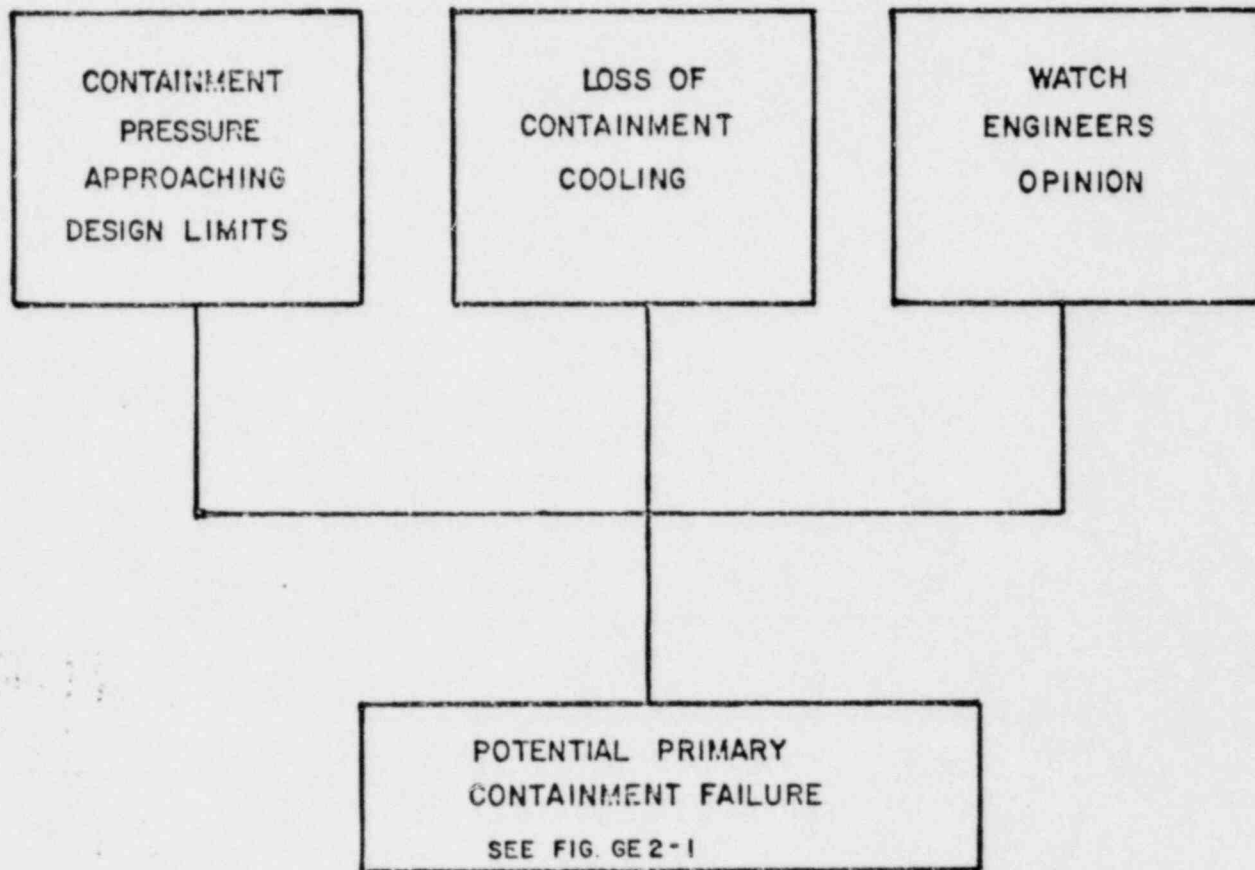 CONTAINMENT
PRESSURE
APPROACHING
DESIGN LIMITS
LOSS OF
CONTAINMENT
COOLING
WATCH
ENGINEERS
OPINION
POTENTIAL PRIMARY
CONTAINMENT FAILURE
SEE FIG. GE 2-1